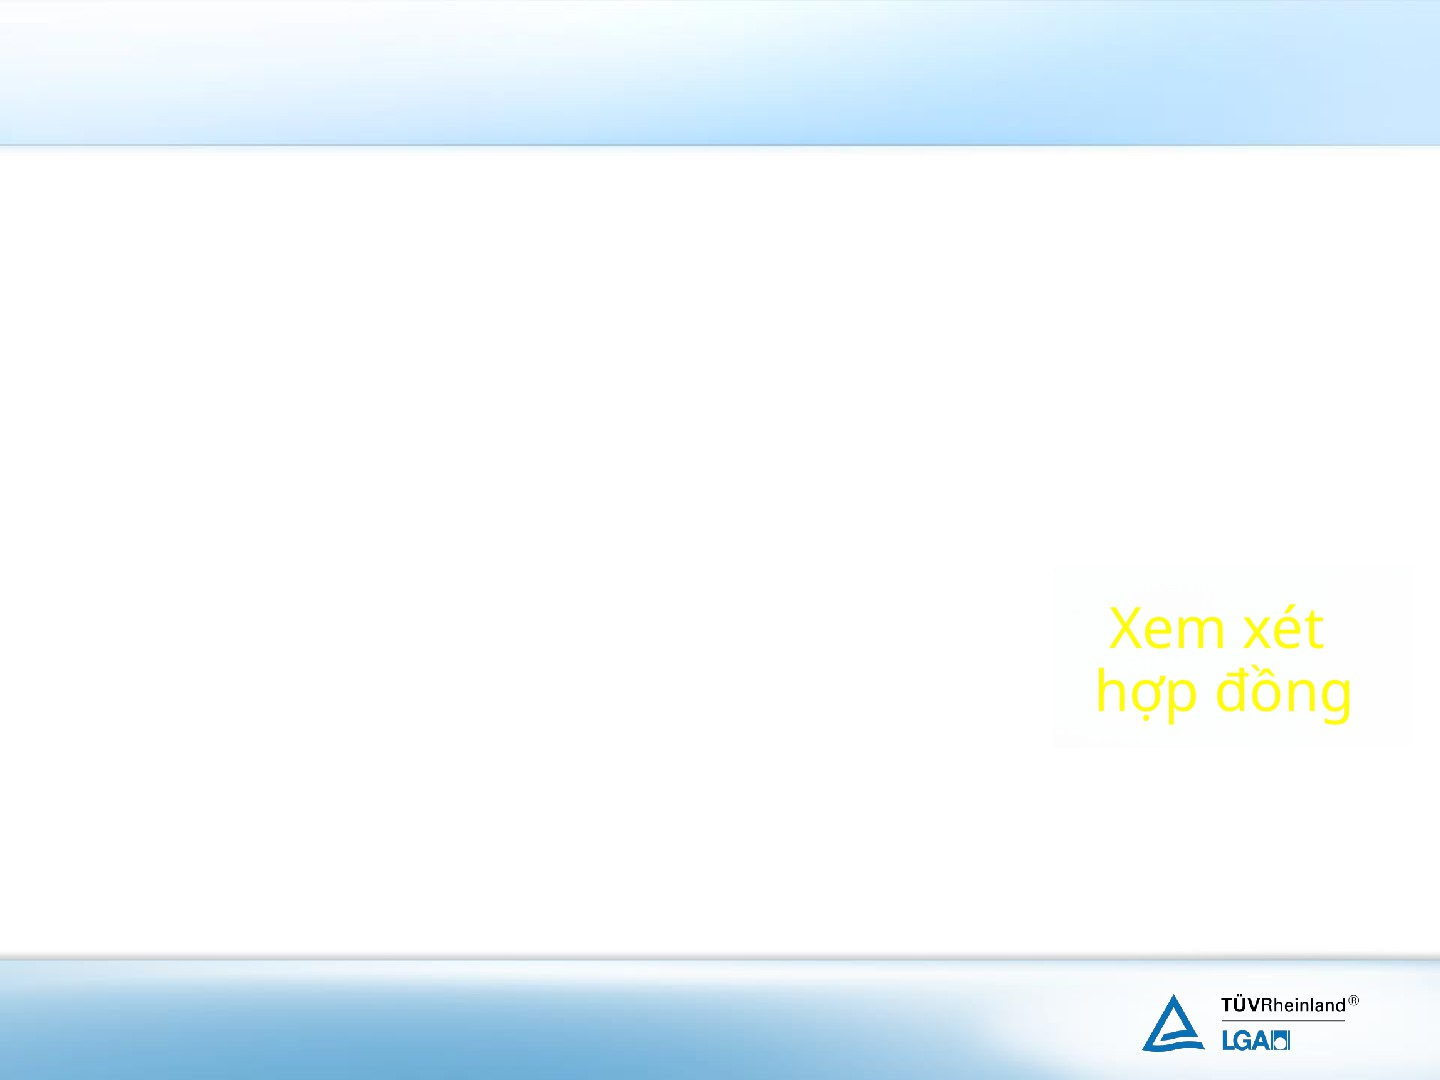 Xem xét
hợp đồng
TÜVRheinland®
LGA